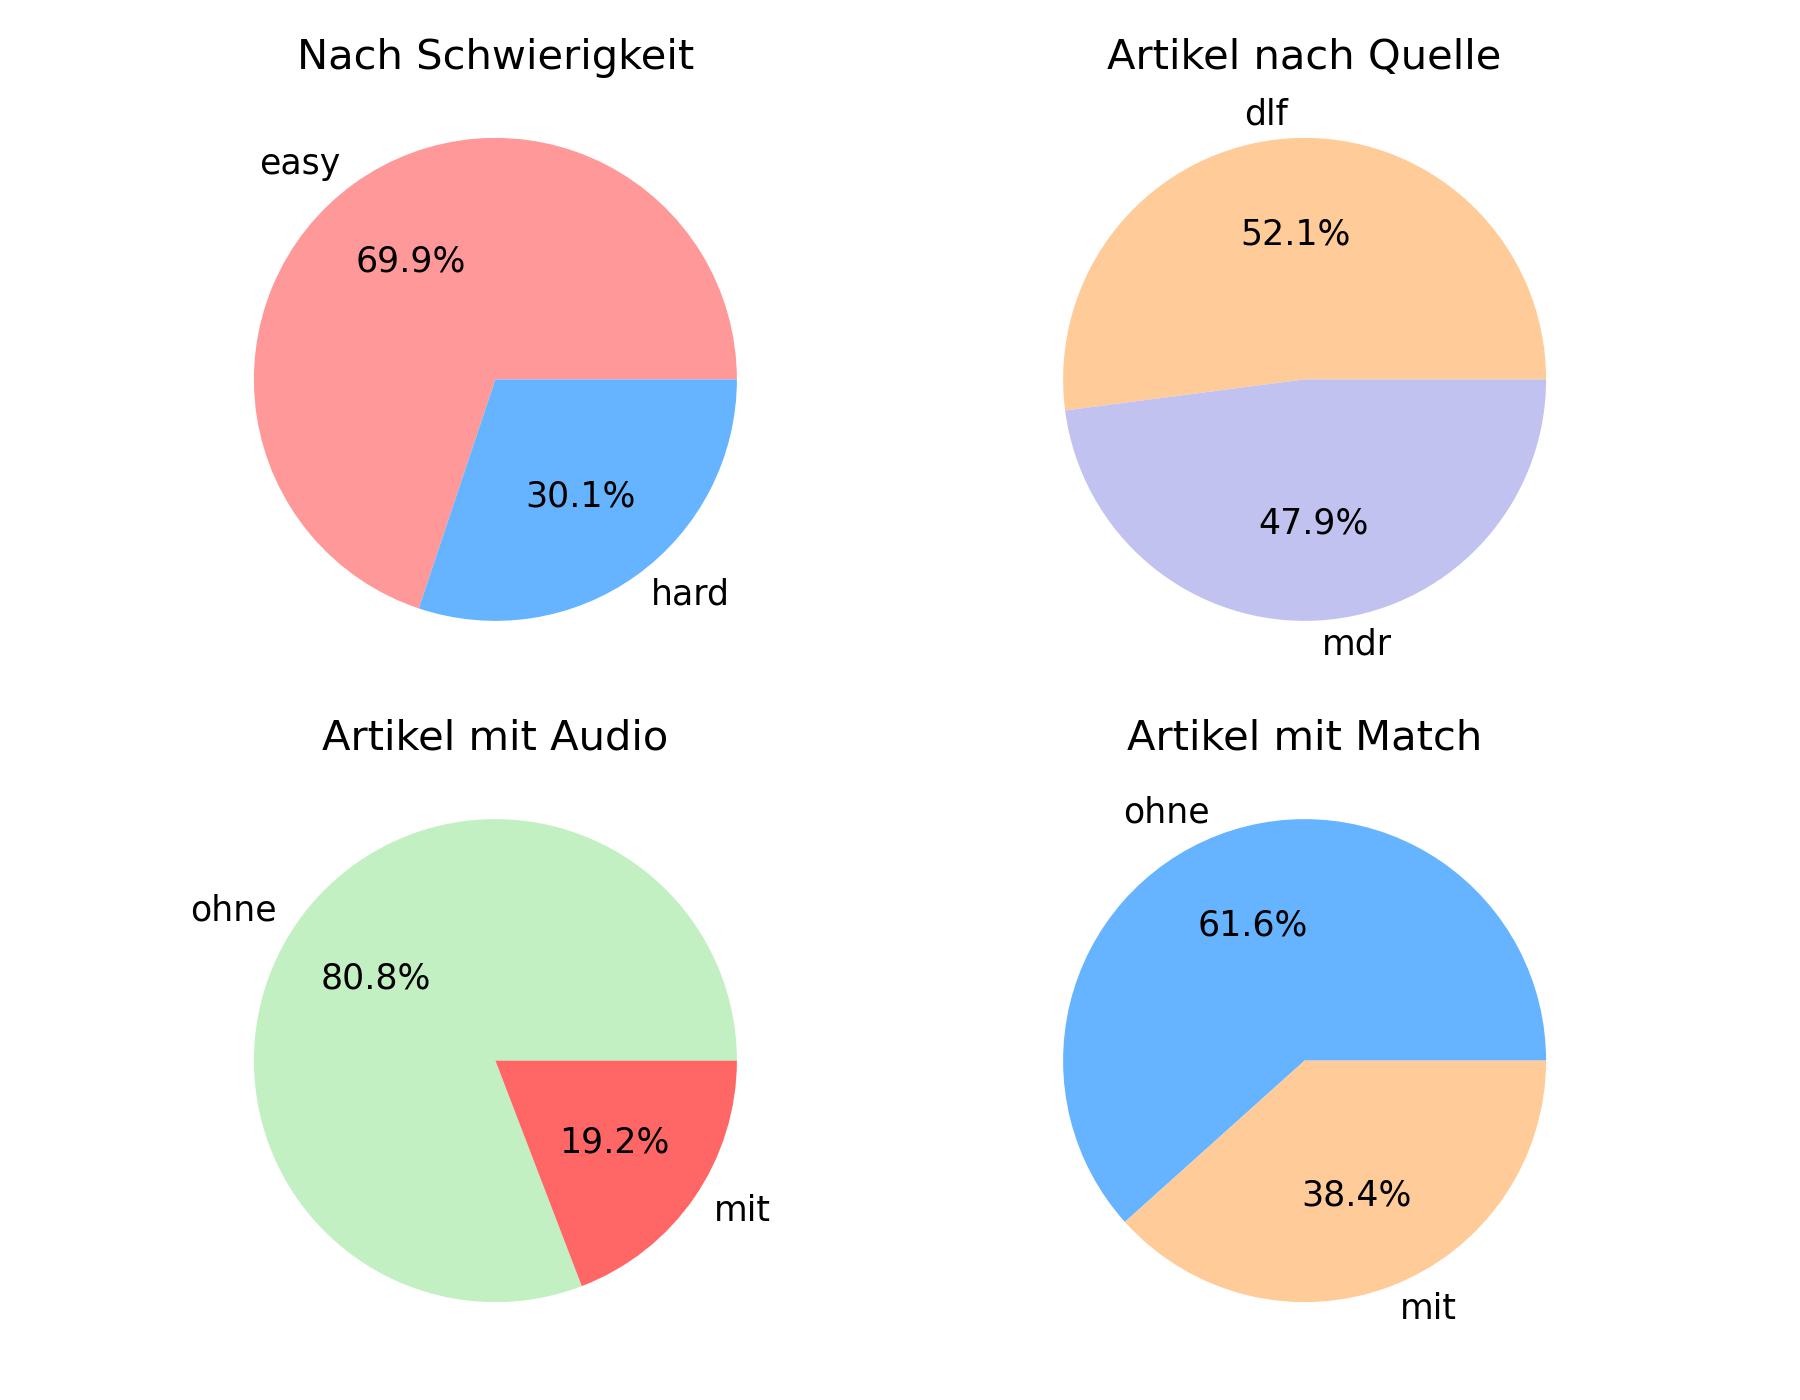 Nach Schwierigkeit
easy
69.9%
30.1%
hard
Artikel nach Quelle
dlf
52.1%
47.9%
mdr
Artikel mit Audio
ohne
80.8%
19.2%
mit
Artikel mit Match
ohne
61.6%
38.4%
mit